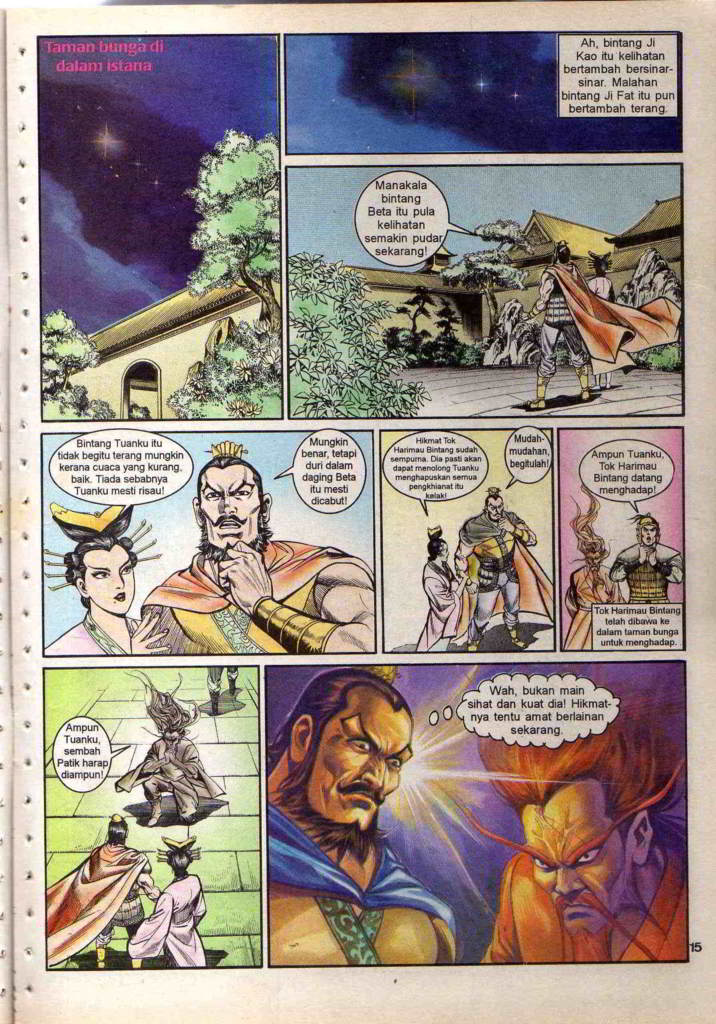 Taman bunga di
dalam istana
Ah, bintang Ji
Kao itu kelihatan
bertambah bersinar-
sinar. Malahan
bintang Ji Fat itu pun
bertambah terang.
Manakala
bintang
Beta itu pula
kelihatan
semakin pudar
sekarang!
Bintang Tuanku itu
tidak begitu terang mungkin
kerana cuaca yang kurang,
baik. Tiada sebabnya
Tuanku mesti risau!
Mungkin
benar, tetapi
duri dalam
daging Beta
itu mesti
dicabut!
Hikmat Tok
Harimau Bintang sudah
sempurna. Dia pasti akan
dapat menolong Tuanku
menghapuskan semua
pengkhianat itu
kelak!
Mudah-
mudahan,
begitulah!
Ampun Tuanku,
Tok Harimau
Bintang datang
menghadap!
Tok Harimau Bintang
telah dibawa ke
dalam taman bunga
untuk menghadap.
Ampun
Tuanku,
sembah
Patik harap
diampun!
Wah, bukan main
sihat dan kuat dia! Hikmat-
nya tentu amat berlainan
sekarang.
15